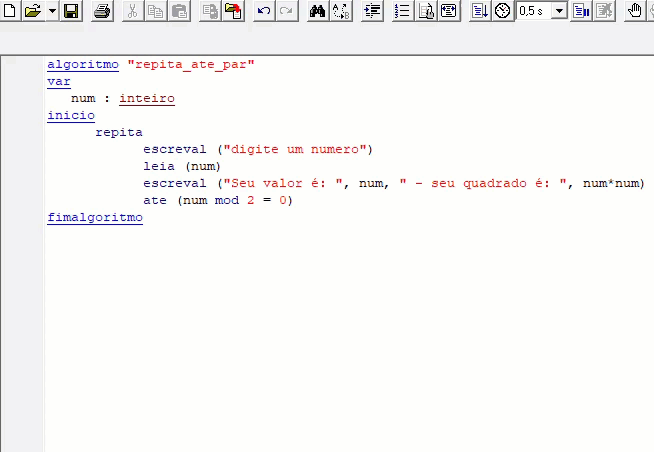 0,5 s
algoritmo "repita_ate_par"
var
num : inteiro
inicio
repita
escreval ("digite um numero")
leia (num)
escreval ("Seu valor é: ", num, " - seu quadrado é: ", num*num)
ate (num mod 2 = 0)
fimalgoritmo